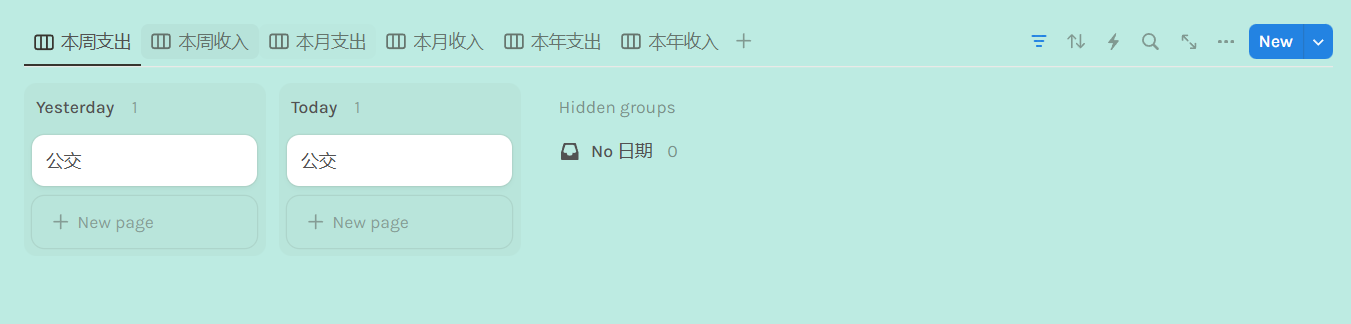 本周支出 本周收入 本月支出 本月收入 本年支出 本年收入 New
Yesterday 1 Today 1 Hidden groups
公交 公交 No 日期 0
New page New page